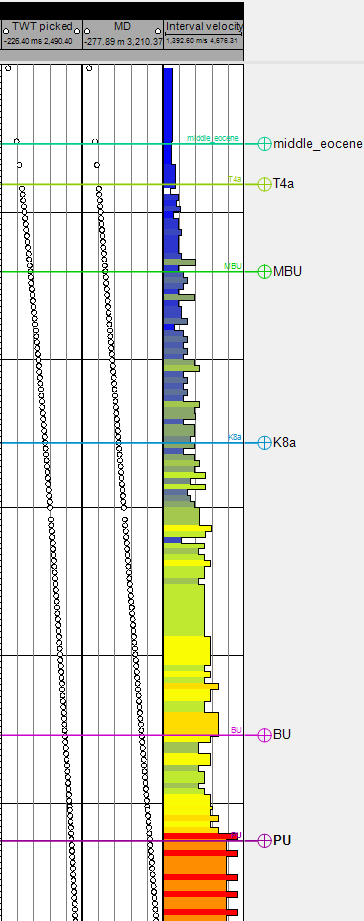 TWT picked MD Interval velocity
-226.40 ms 2,490.40 -277.89 m 3,210.37 1,392.60 m/s 4,676.31
middle_eocene middle_eocene
T4a T4a
MBU MBU
K8a K8a
BU BU
PU PU